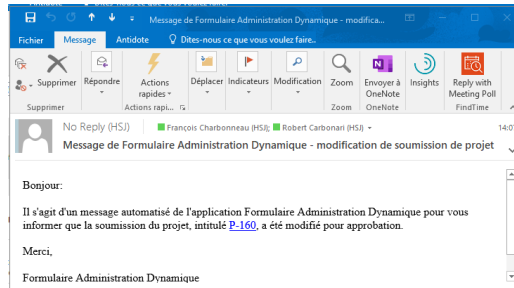 Message de Formulaire Administration Dynamique - modifica...
Fichier Message Antidote Dites-nous ce que vous voulez faire..
Supprimer Répondre Actions rapides Déplacer Indicateurs Modification Zoom Envoyer à OneNote Insights Reply with Meeting Poll
Supprimer Actions rapi... Zoom OneNote FindTime
No Reply (HSJ) François Charbonneau (HSJ); Robert Carbonari (HSJ) 14:07
Message de Formulaire Administration Dynamique - modification de soumission de projet
Bonjour:
Il s'agit d'un message automatisé de l'application Formulaire Administration Dynamique pour vous
informer que la soumission du projet, intitulé P-160, a été modifié pour approbation.
Merci,
Formulaire Administration Dynamique